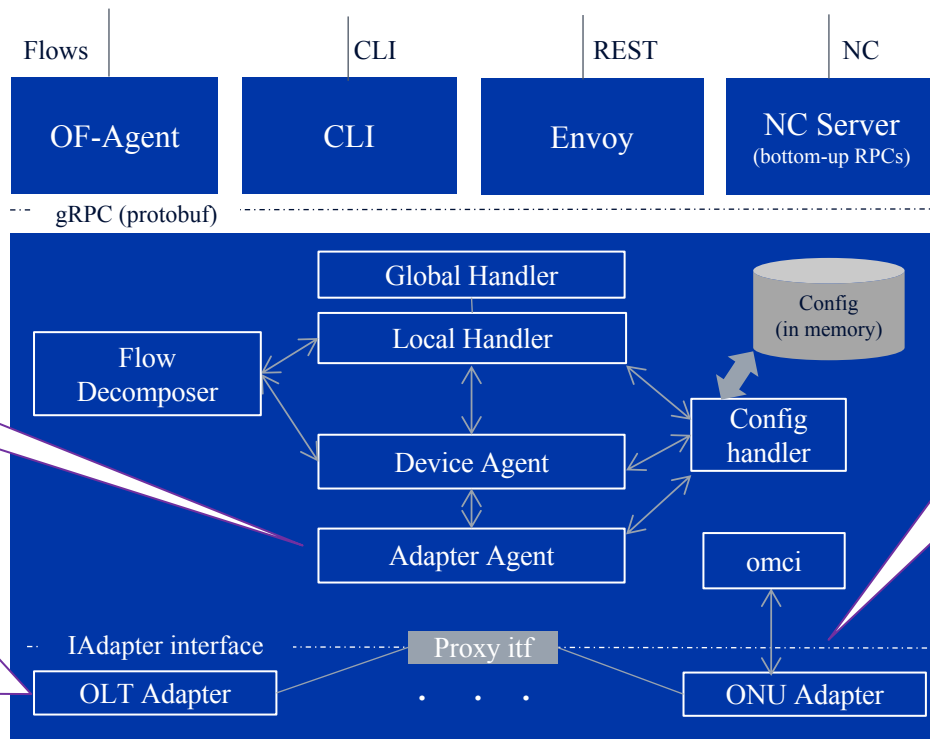 Flows
CLI
REST
NC
OF-Agent
CLI
Envoy
NC Server
(bottom-up RPCs)
gRPC (protobuf)
Global Handler
Config
(in memory)
Local Handler
Flow
Decomposer
Config
handler
Device Agent
Adapter Agent
omci
IAdapter interface
Proxy itf
OLT Adapter
. . .
ONU Adapter